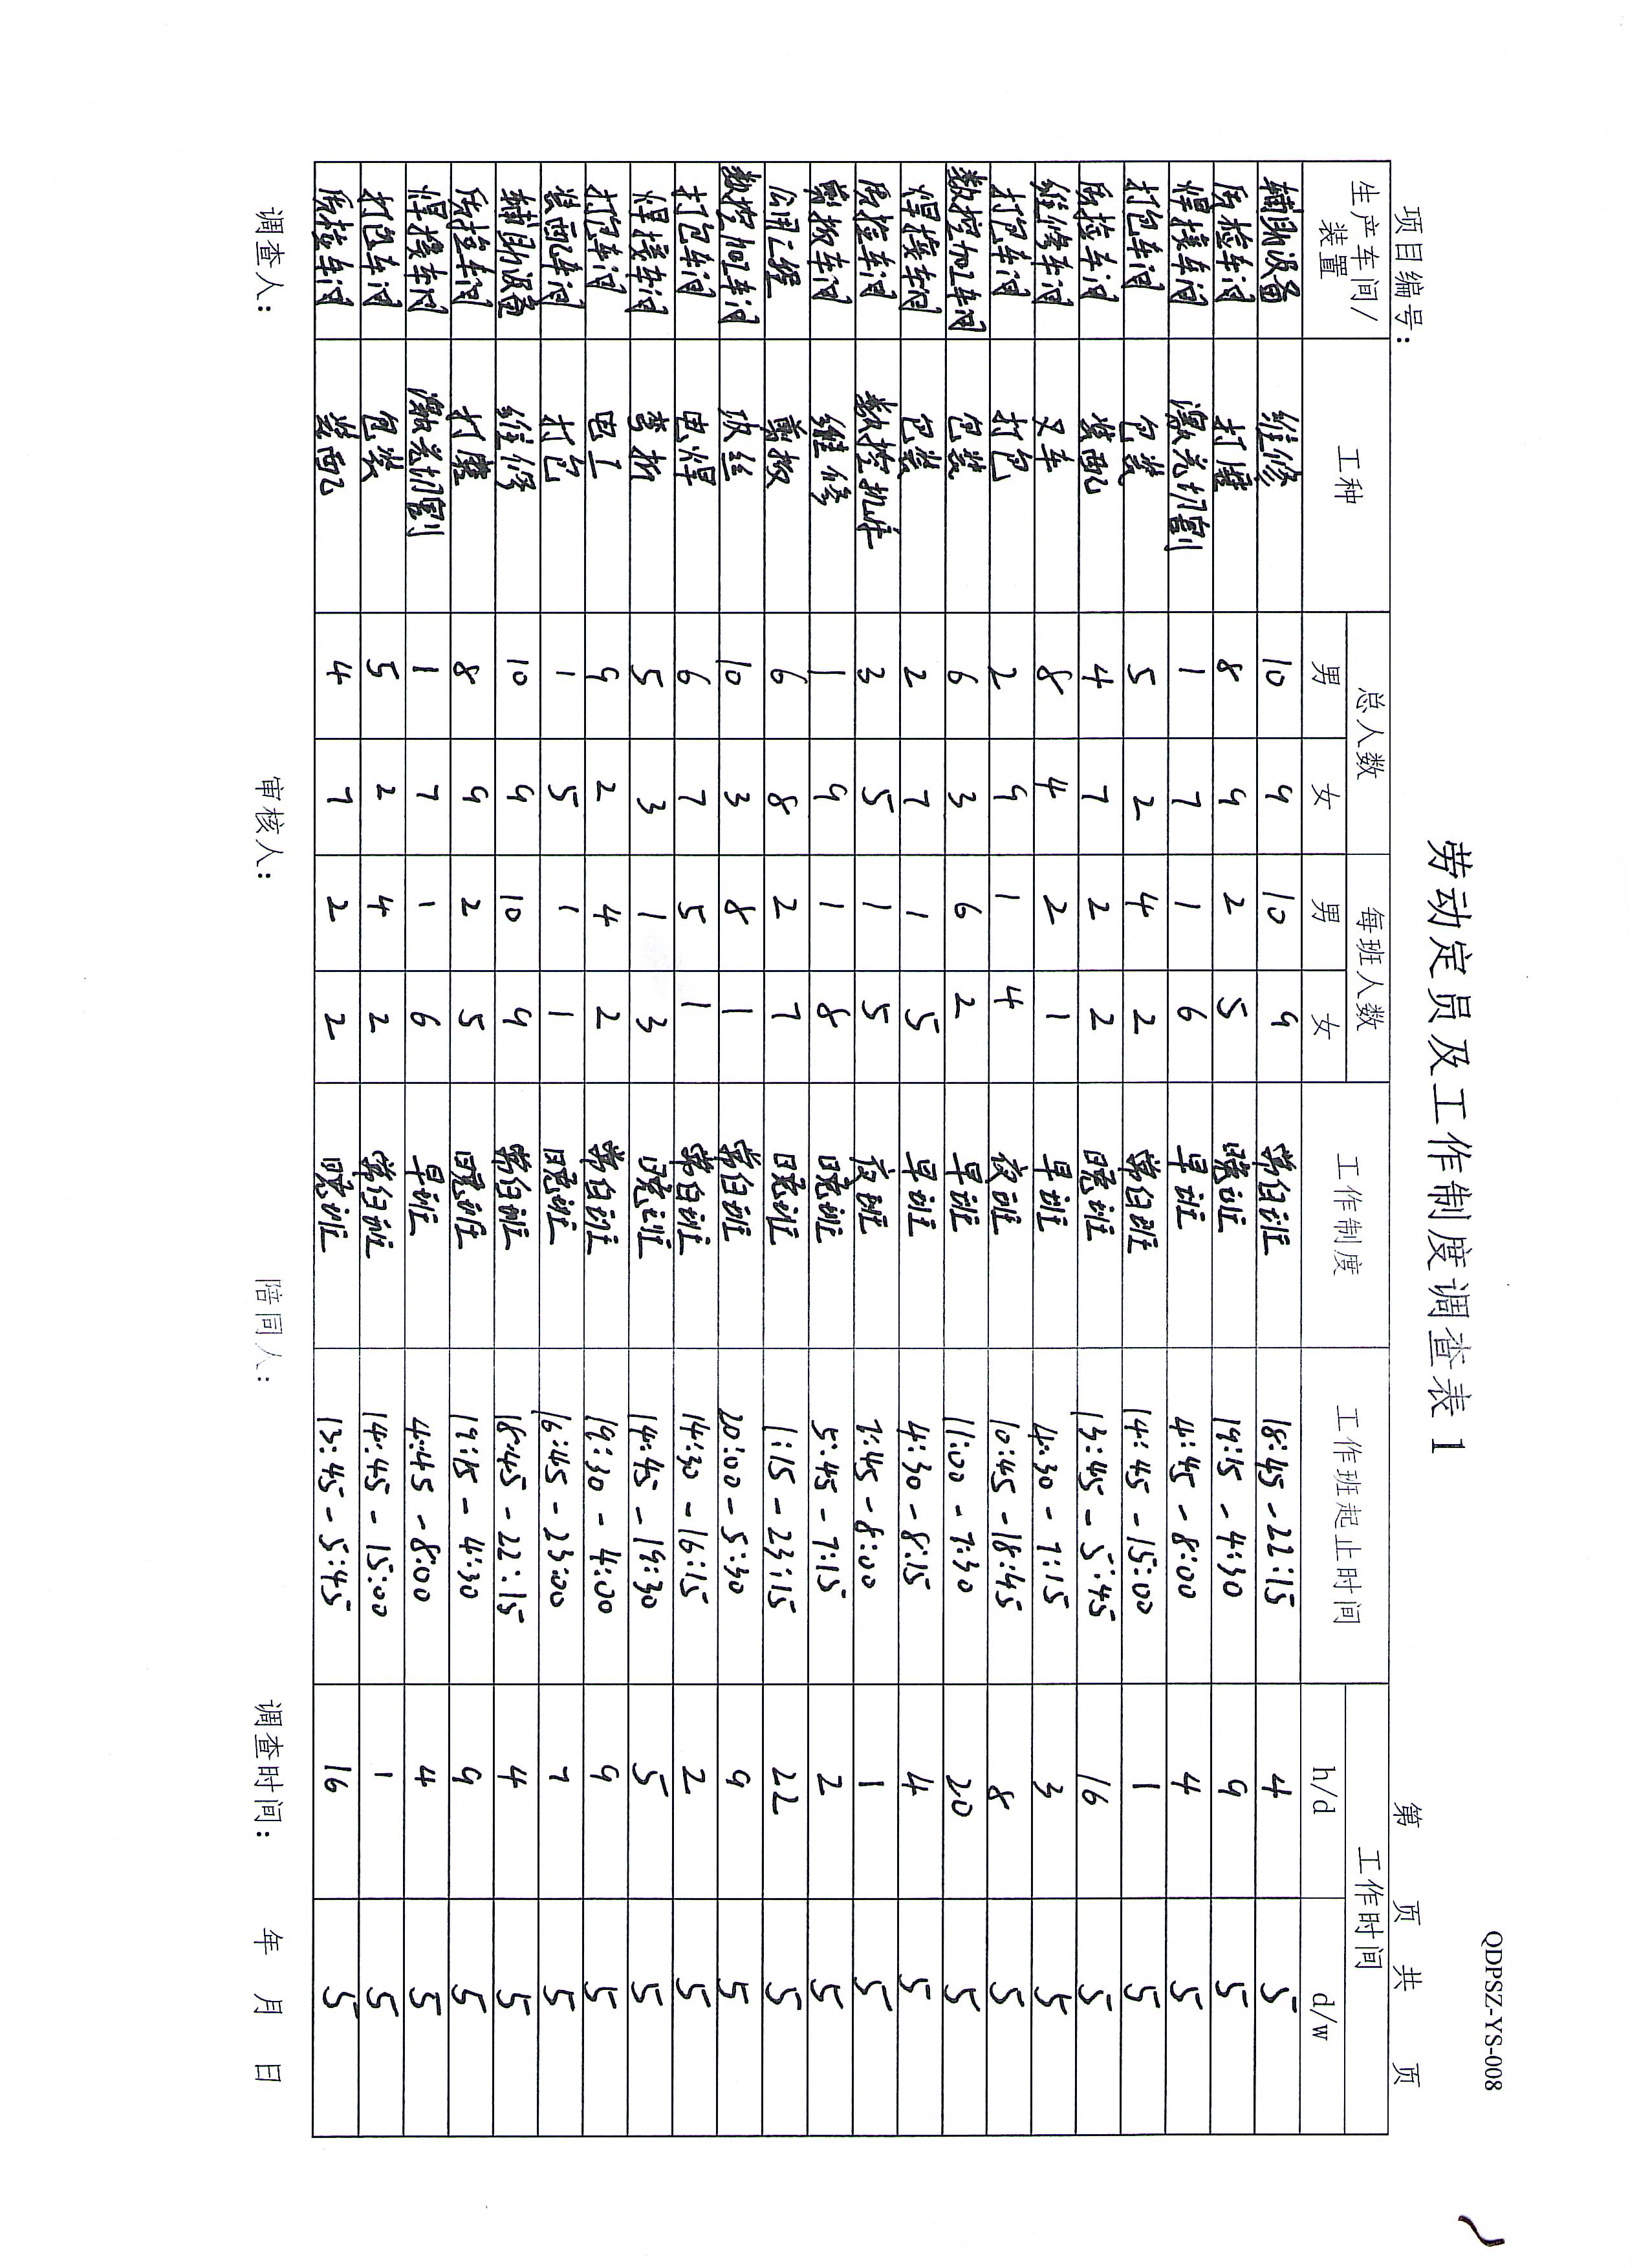 QDPSZ-YS-008
劳动定员及工作制度调查表1
项目编号： 第 页 共 页
生产车间/装置 工种 总人数 每班人数 工作制度 工作班起止时间 工作时间
男 女 男 女 h/d d/w
辅助设备 维修 10 9 10 9 常白班 18:45-22:15 4 5
质检车间 打磨 8 9 2 5 晚班 19:15-4:30 9 5
焊接车间 激光切割 1 7 1 6 早班 4:45-8:00 4 5
打包车间 包装 5 2 4 2 常白班 14:45-15:00 1 5
质检车间 装配 4 7 2 2 晚班 13:45-5:45 16 5
维修车间 叉车 8 4 2 1 早班 4:30-7:15 3 5
打包车间 打包 2 9 1 4 夜班 10:45-18:45 8 5
数控加工车间 包装 6 3 6 2 早班 11:00-7:30 20 5
焊接车间 包装 2 7 1 5 早班 4:30-8:15 4 5
质检车间 数控机床 3 5 1 5 夜班 7:45-8:00 1 5
剪板车间 维修 1 9 1 8 晚班 5:45-7:15 2 5
公用工程 剪板 6 8 2 7 晚班 1:15-23:15 22 5
数控加工车间 攻丝 10 3 8 1 常白班 20:00-5:30 9 5
打包车间 电焊 6 7 5 1 常白班 14:30-16:15 2 5
焊接车间 弯折 5 3 1 3 晚班 14:45-19:30 5 5
打包车间 电工 9 2 4 2 常白班 19:30-4:00 9 5
装配车间 打包 1 5 1 1 晚班 16:45-23:00 7 5
辅助设备 维修 10 9 10 9 常白班 18:45-22:15 4 5
质检车间 打磨 8 9 2 5 晚班 19:15-4:30 9 5
焊接车间 激光切割 1 7 1 6 早班 4:45-8:00 4 5
打包车间 包装 5 2 4 2 常白班 14:45-15:00 1 5
质检车间 装配 4 7 2 2 晚班 13:45-5:45 16 5
调查人： 审核人： 陪同人： 调查时间： 年 月 日